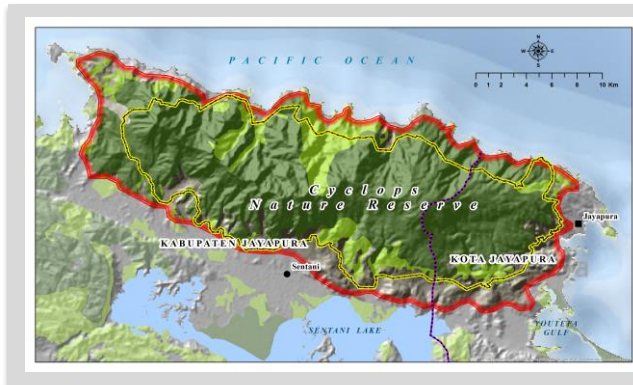 PACIFIC OCEAN
N
W E
S
0 2 4 6 8 10 Km
Cyclops
Nature Reserve
Jayapura
KABUPATEN JAYAPURA
KOTA JAYAPURA
Sentani
SENTANI LAKE
YOUTEFA
GULF